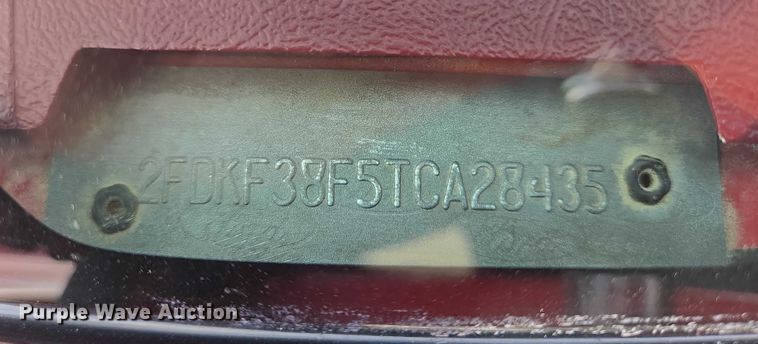 2FDKF38F5TCA28435
Purple Wave Auction